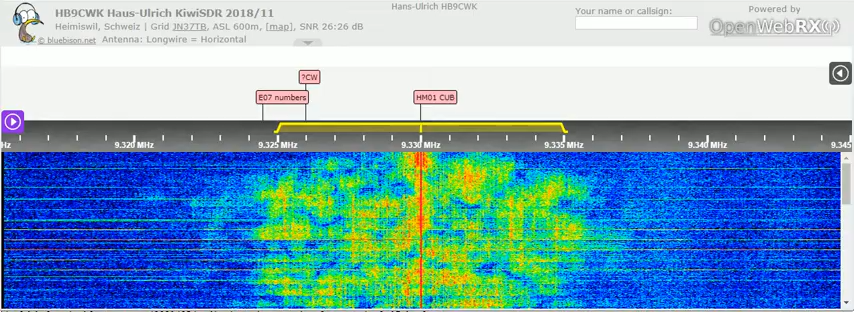 HB9CWK Haus-Ulrich KiwiSDR 2018/11
Hans-Ulrich HB9CWK
Your name or callsign:
Powered by
Heimiswil, Schweiz | Grid JN37TB, ASL 600m, [map], SNR 26:26 dB
OpenWebRX
© bluebison.net Antenna: Longwire = Horizontal
?CW
E07 numbers
HM01 CUB
Hz 9.320 MHz 9.325 MHz 9.330 MHz 9.335 MHz 9.340 MHz 9.345